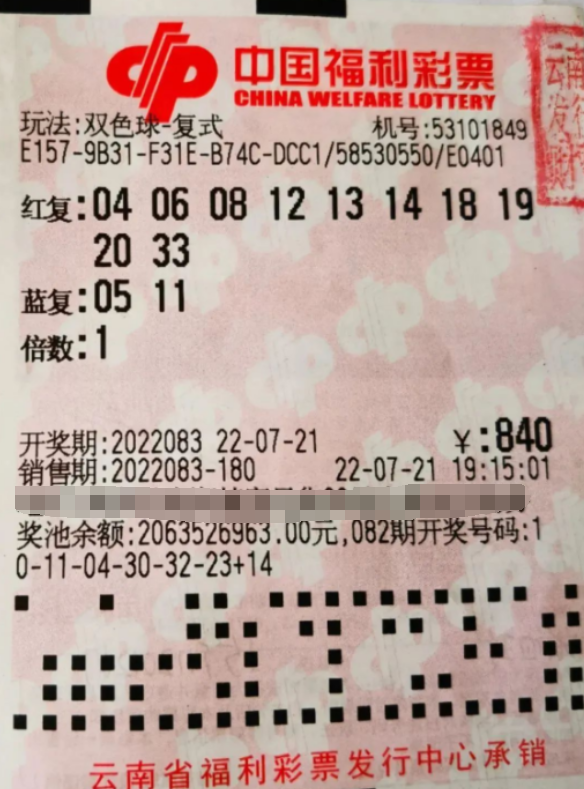 中国福利彩票
CHINA WELFARE LOTTERY
云南
发行
玩法:双色球-复式 机号:53101849
E157-9B31-F31E-B74C-DCC1/58530550/E0401
红复:04 06 08 12 13 14 18 19
20 33
蓝复:05 11
倍数:1
开奖期:2022083 22-07-21 ¥:840
销售期:2022083-180 22-07-21 19:15:01
奖池余额:2063526963.00元,082期开奖号码:1
0-11-04-30-32-23+14
云南省福利彩票发行中心承销